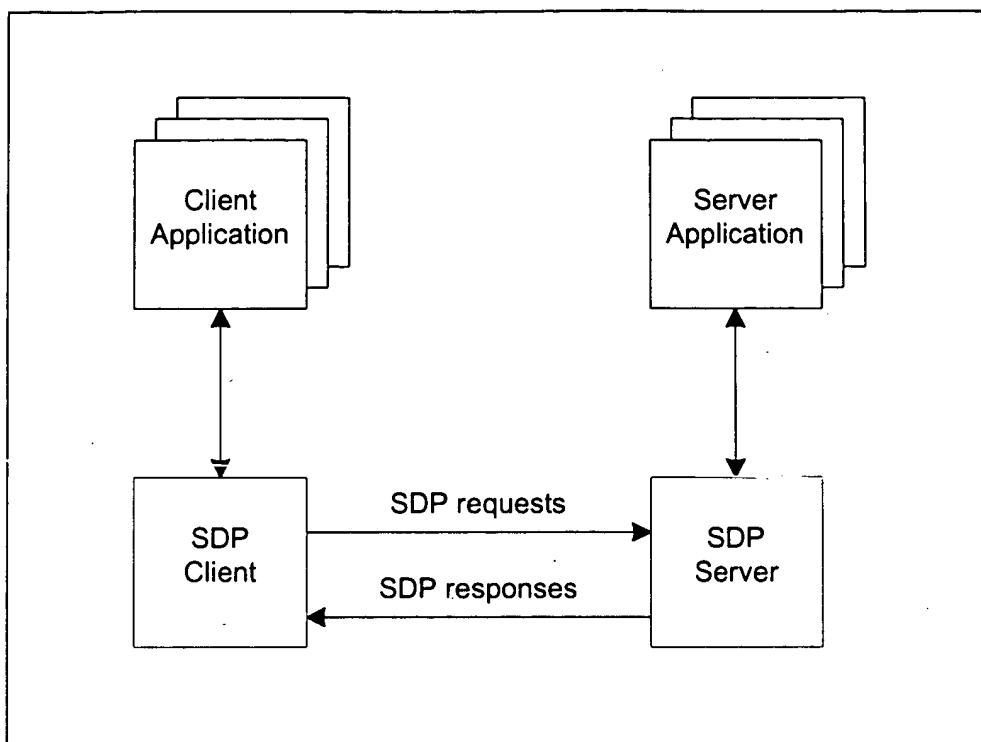 Client
Application
Server
Application
SDP requests
SDP
Client
SDP
Server
SDP responses